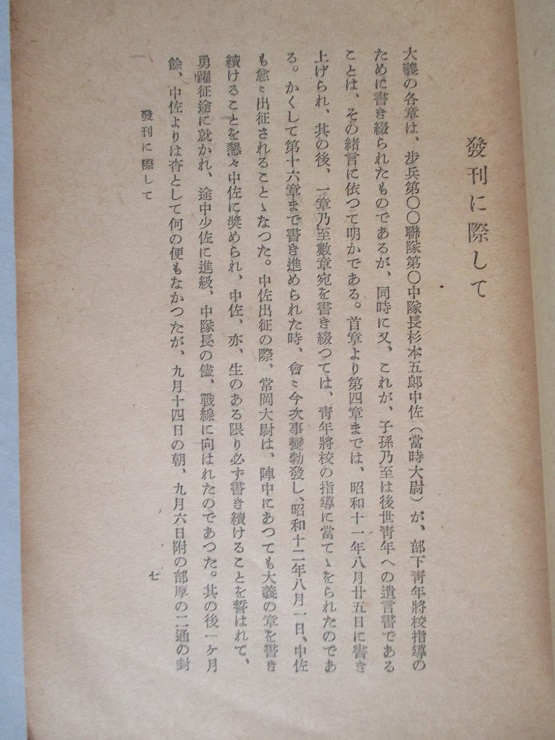 發刊に際して
大義の各章は、步兵第〇〇聯隊第〇中隊長杉本五郞中佐（當時大尉）が、部下靑年將校指導の
ために書き綴られたものであるが、同時に又、これが、子孫乃至は後世靑年への遺言書である
ことは、その緖言に依つて明かである。首章より第四章までは、昭和十一年八月廿五日に書き
上げられ、其の後、一章乃至數章宛を書き綴つては、靑年將校の指導に當てゝをられたのであ
る。かくして第十六章まで書き進められた時、會〻今次事變勃發し、昭和十二年八月一日、中佐
も愈〻出征されることゝなつた。中佐出征の際、常岡大尉は、陣中にあつても大義の章を書き
續けることを懇々中佐に奬められ、中佐、亦、生のある限り必ず書き續けることを誓はれて、
勇躍征途に就かれ、途中少佐に進級、中隊長の儘、戰線に向はれたのであつた。其の後一ケ月
餘、中佐よりは杳として何の便もなかつたが、九月十四日の朝、九月六日附の部厚の二通の封
發刊に際して
七